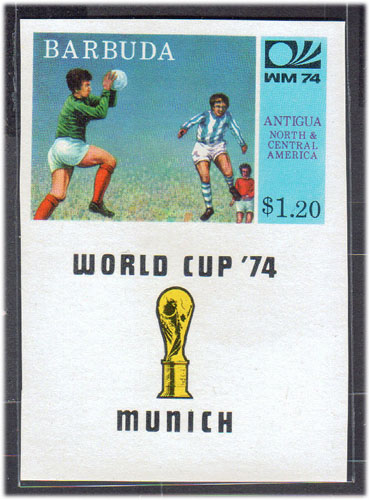 BARBUDA
WM 74
ANTIGUA
NORTH &
CENTRAL
AMERICA
$1.20
WORLD CUP '74
MUNICH